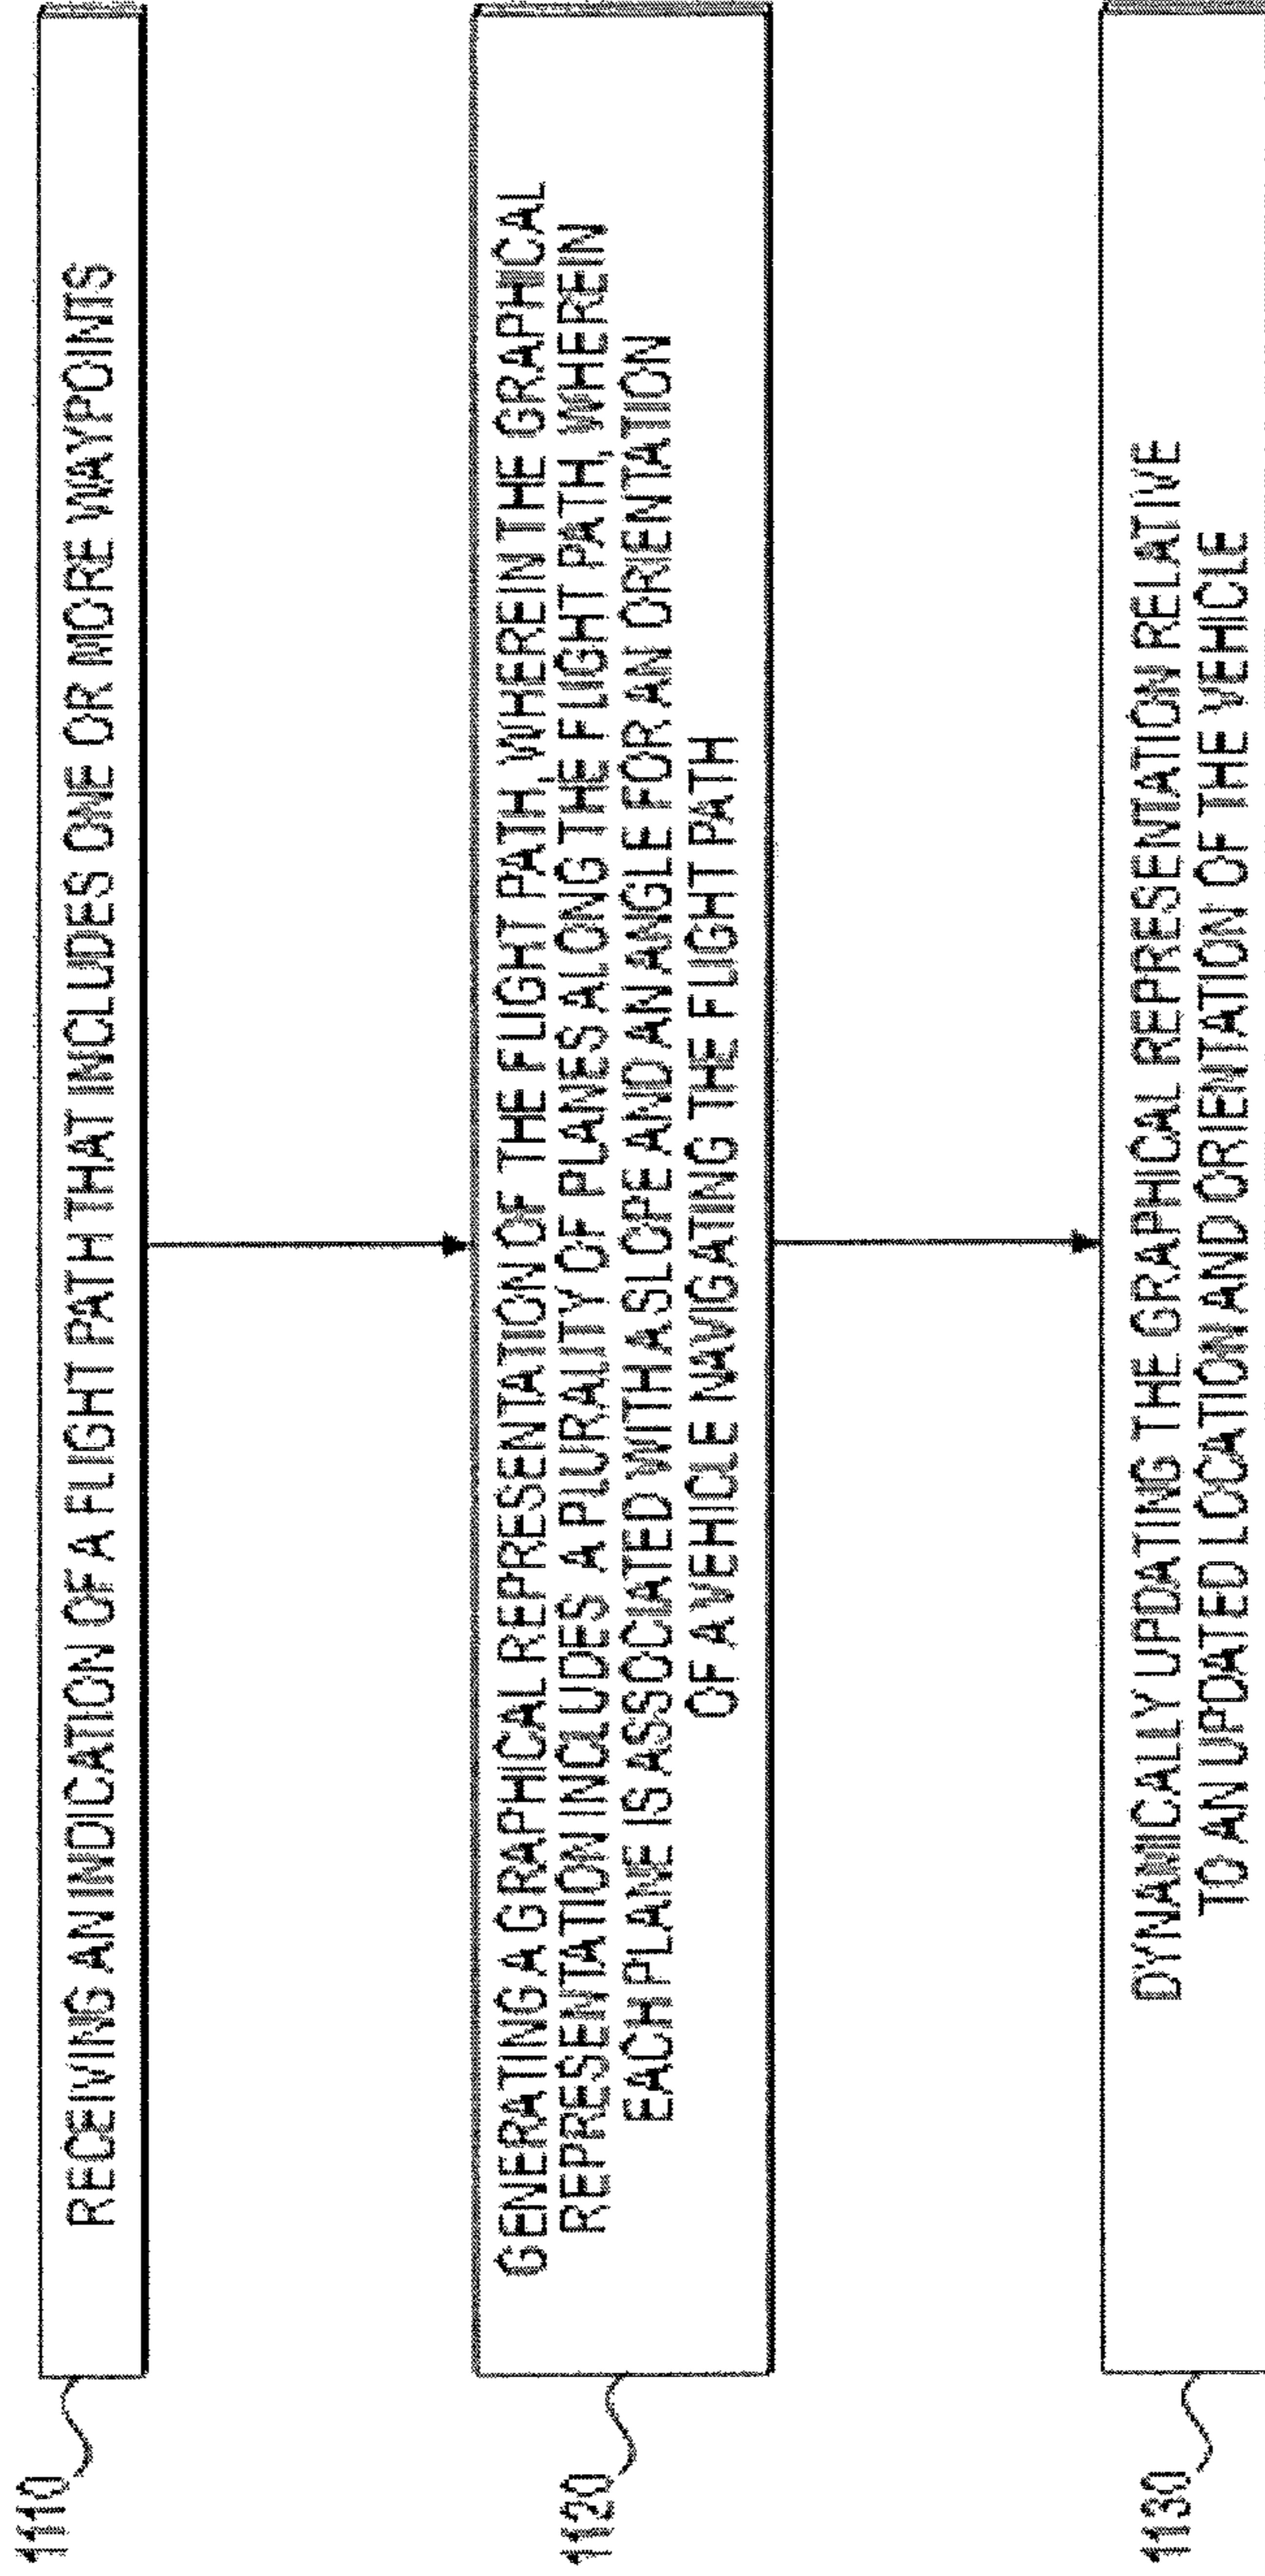 1110
RECEIVING AN INDICATION OF A FLIGHT PATH THAT INCLUDES ONE OR MORE WAYPOINTS
1120
GENERATING A GRAPHICAL REPRESENTATION OF THE FLIGHT PATH, WHEREIN THE GRAPHICAL
REPRESENTATION INCLUDES A PLURALITY OF PLANES ALONG THE FLIGHT PATH, WHEREIN
EACH PLANE IS ASSOCIATED WITH A SLOPE AND AN ANGLE FOR AN ORIENTATION
OF A VEHICLE NAVIGATING THE FLIGHT PATH
1130
DYNAMICALLY UPDATING THE GRAPHICAL REPRESENTATION RELATIVE
TO AN UPDATED LOCATION AND ORIENTATION OF THE VEHICLE